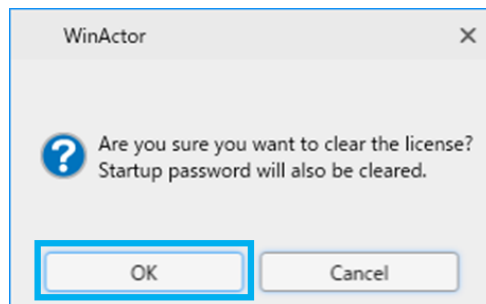 WinActor
Are you sure you want to clear the license?
Startup password will also be cleared.
OK
Cancel